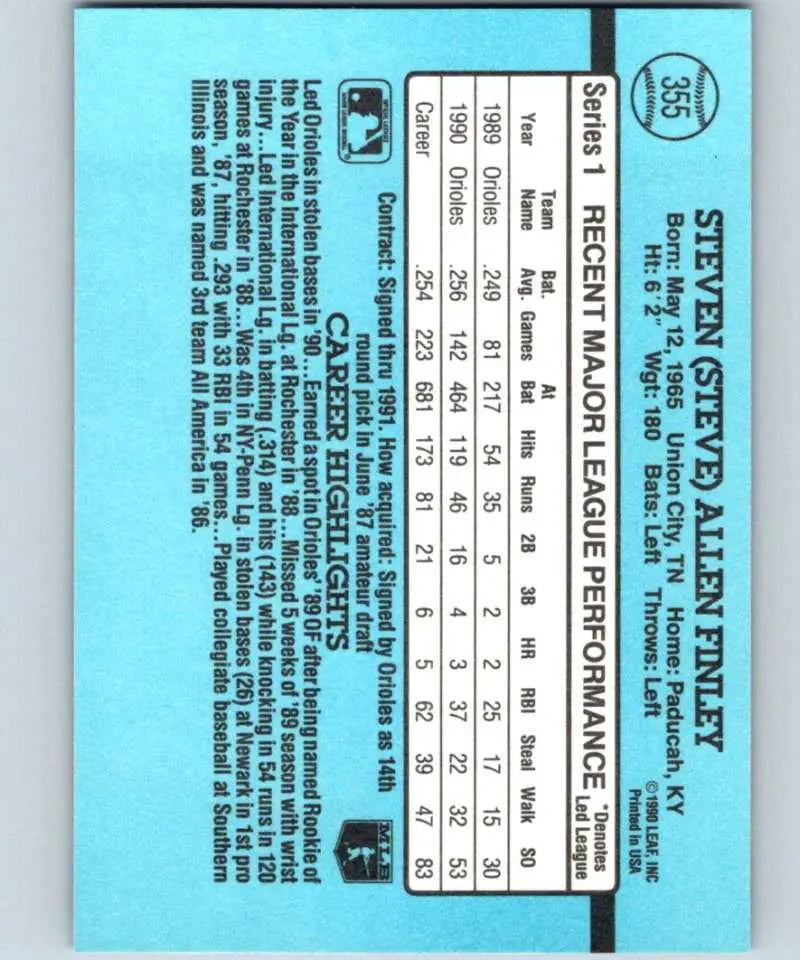 355
STEVEN (STEVE) ALLEN FINLEY
Born: May 12, 1965 Union City, TN Home: Paducah, KY
Ht: 6'2" Wgt: 180 Bats: Left Throws: Left
©1990 LEAF, INC
Printed in USA
Series 1 RECENT MAJOR LEAGUE PERFORMANCE *Denotes Led League
Year Team Name Bat. Avg. Games At Bat Hits Runs 2B 3B HR RBI Steal Walk SO
1989 Orioles .249 81 217 54 35 5 2 2 25 17 15 30
1990 Orioles .256 142 464 119 46 16 4 3 37 22 32 53
Career .254 223 681 173 81 21 6 5 62 39 47 83
Contract: Signed thru 1991. How acquired: Signed by Orioles as 14th
round pick in June '87 amateur draft
CAREER HIGHLIGHTS
Led Orioles in stolen bases in '90...Earned a spot in Orioles' '89 OF after being named Rookie of
the Year in the International Lg. at Rochester in '88...Missed 5 weeks of '89 season with wrist
injury...Led International Lg. in batting (.314) and hits (143) while knocking in 54 runs in 120
games at Rochester in '88...Was 4th in NY-Penn Lg. in stolen bases (26) at Newark in 1st pro
season, '87, hitting .293 with 33 RBI in 54 games...Played collegiate baseball at Southern
Illinois and was named 3rd team All America in '86.